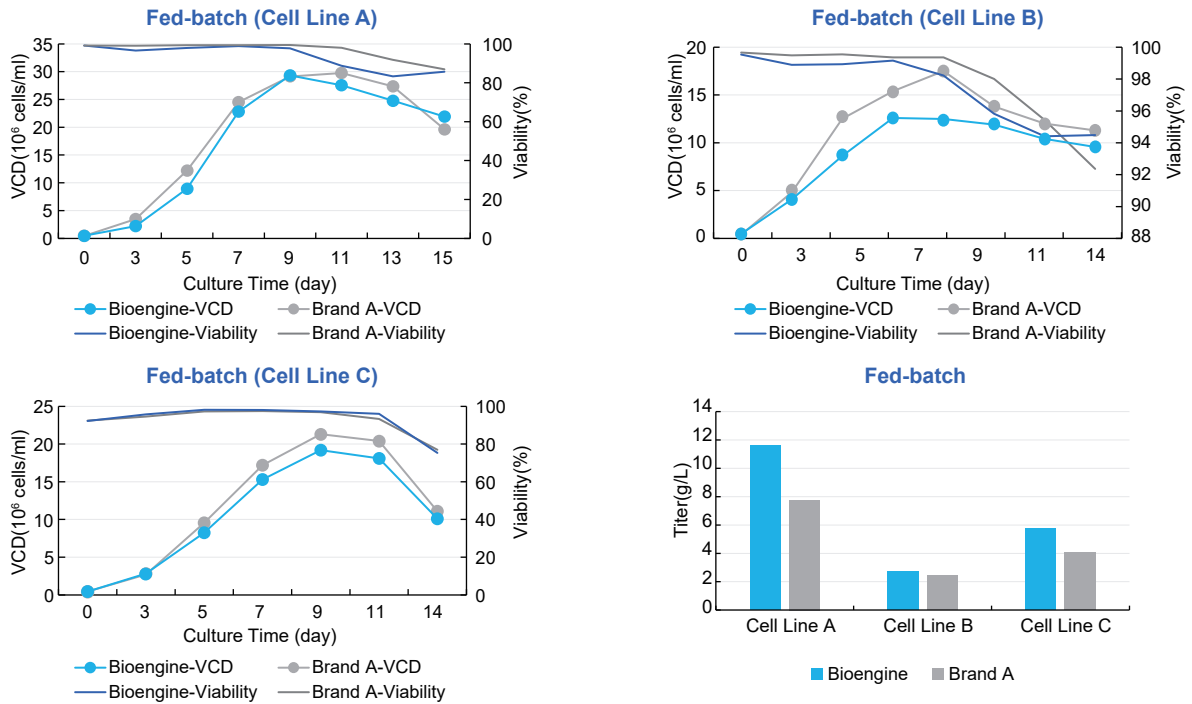 Fed-batch (Cell Line A)
VCD(10⁶ cells/ml)
35
30
25
20
15
10
5
0
100
80
60
40
20
0
Viability(%)
0 3 5 7 9 11 13 15
Culture Time (day)
Bioengine-VCD Brand A-VCD
Bioengine-Viability Brand A-Viability
Fed-batch (Cell Line B)
VCD(10⁶ cells/ml)
20
15
10
5
0
100
98
96
94
92
90
88
Viability(%)
0 3 5 7 9 11 14
Culture Time (day)
Bioengine-VCD Brand A-VCD
Bioengine-Viability Brand A-Viability
Fed-batch (Cell Line C)
VCD(10⁶ cells/ml)
25
20
15
10
5
0
100
80
60
40
20
0
Viability(%)
0 3 5 7 9 11 14
Culture Time (day)
Bioengine-VCD Brand A-VCD
Bioengine-Viability Brand A-Viability
Fed-batch
Titer(g/L)
14
12
10
8
6
4
2
0
Cell Line A Cell Line B Cell Line C
Bioengine Brand A